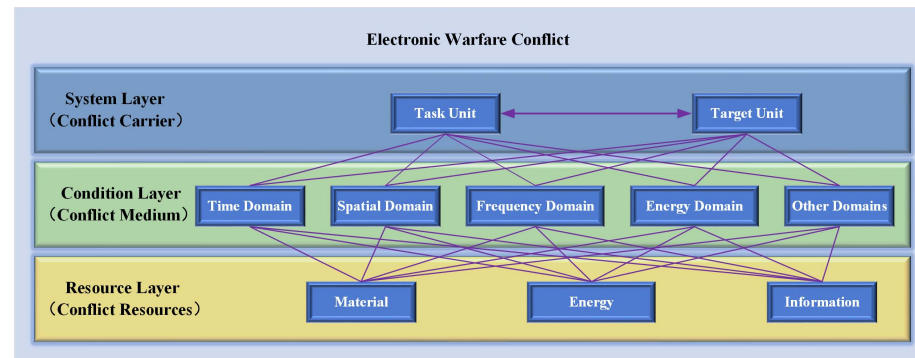 Electronic Warfare Conflict
System Layer
（Conflict Carrier）
Task Unit
Target Unit
Condition Layer
（Conflict Medium）
Time Domain
Spatial Domain
Frequency Domain
Energy Domain
Other Domains
Resource Layer
（Conflict Resources）
Material
Energy
Information